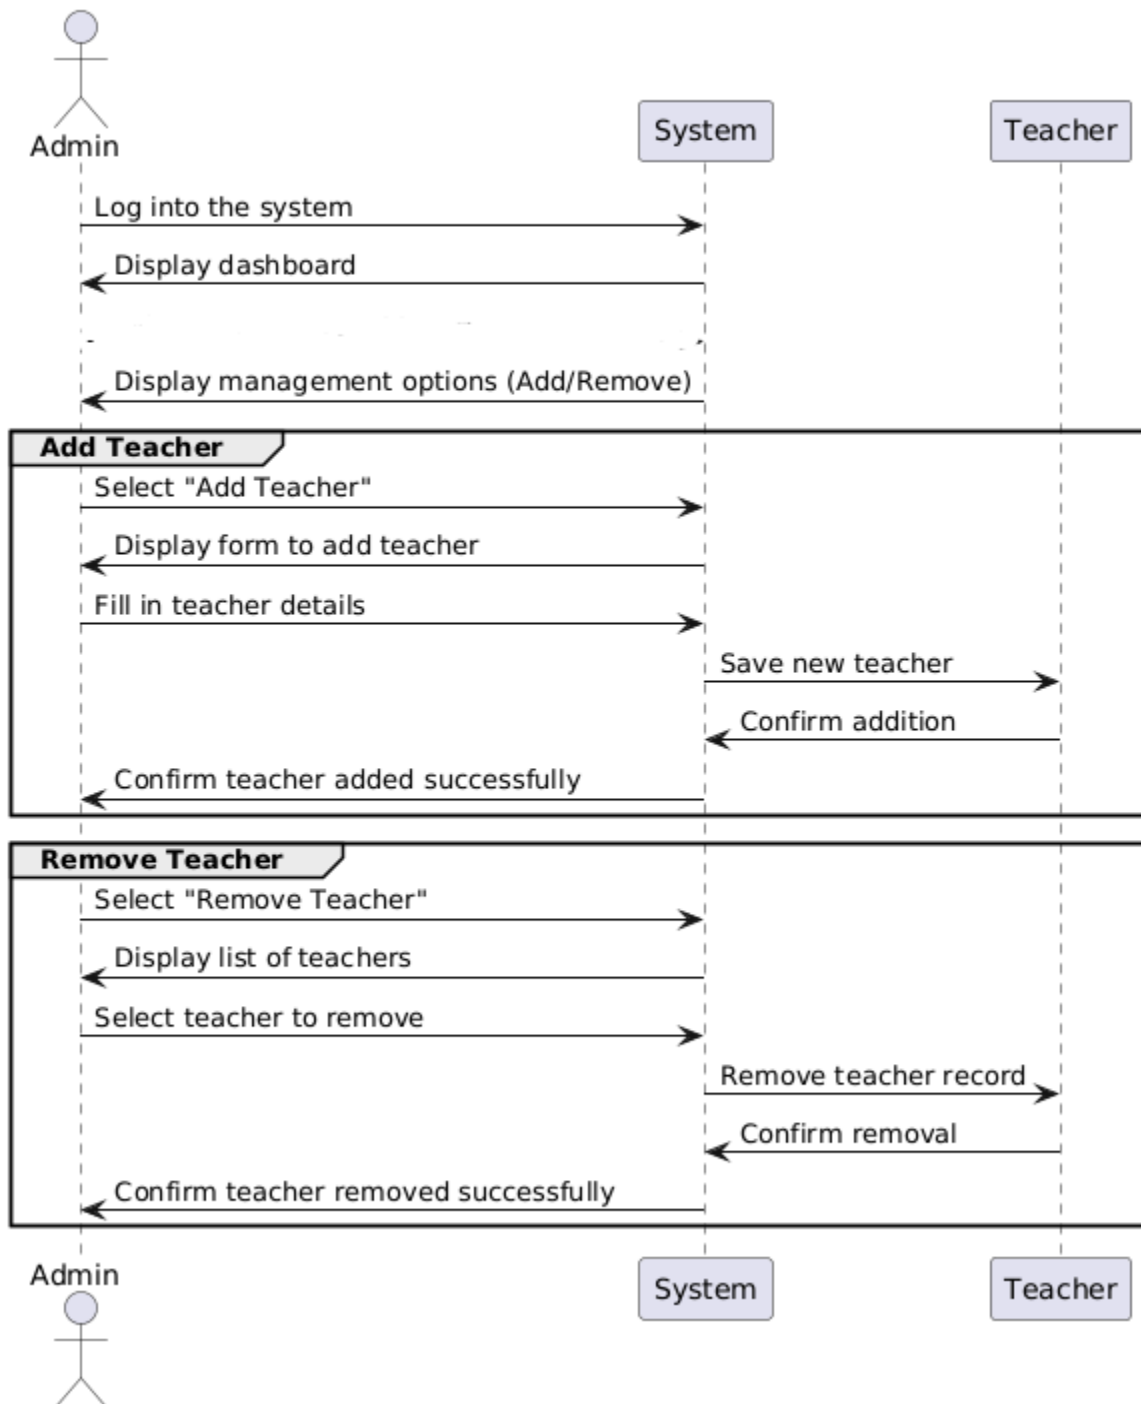 Admin
System
Teacher
Log into the system
Display dashboard
Display management options (Add/Remove)
Add Teacher
Select "Add Teacher"
Display form to add teacher
Fill in teacher details
Save new teacher
Confirm addition
Confirm teacher added successfully
Remove Teacher
Select "Remove Teacher"
Display list of teachers
Select teacher to remove
Remove teacher record
Confirm removal
Confirm teacher removed successfully
Admin
System
Teacher